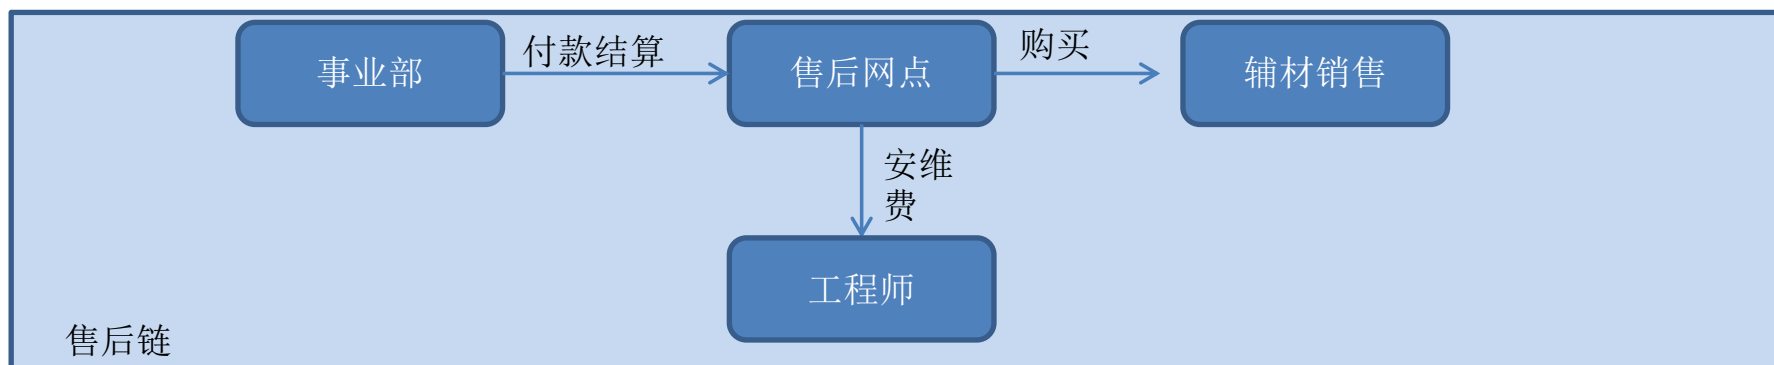 事业部
付款结算
售后网点
购买
辅材销售
安维
费
工程师
售后链